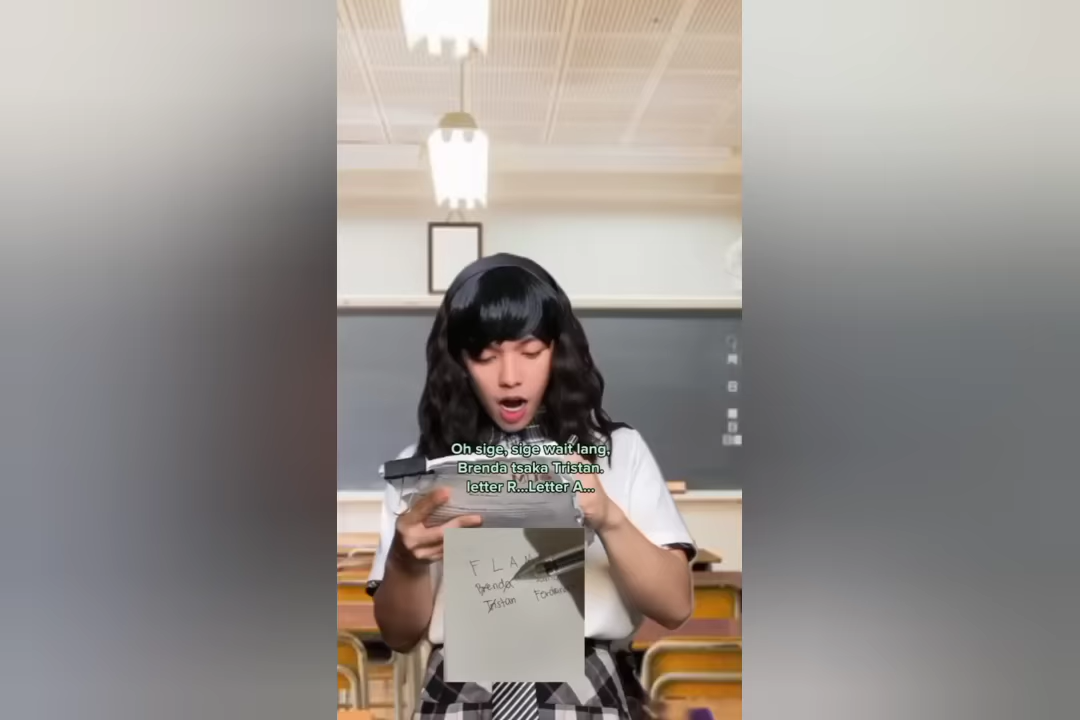 Oh sige, sige wait lang,
Brenda tsaka Tristan.
letter R...Letter A...
F L A
Brenda
Tristan